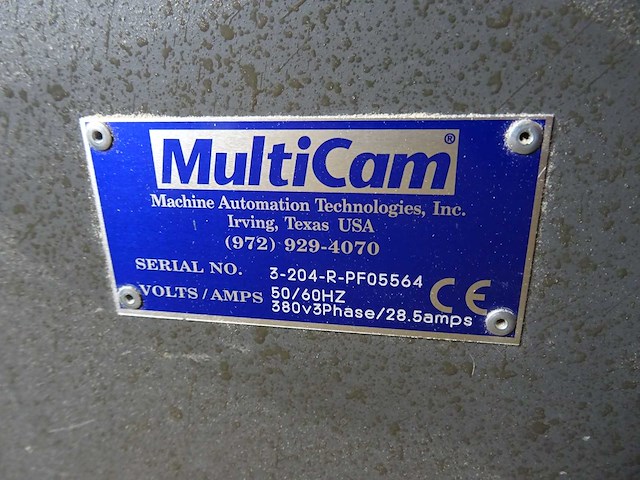 MultiCam®
Machine Automation Technologies, Inc.
Irving, Texas USA
(972) 929-4070
SERIAL NO. 3-204-R-PF05564
VOLTS/AMPS 50/60HZ
380v3Phase/28.5amps
CE